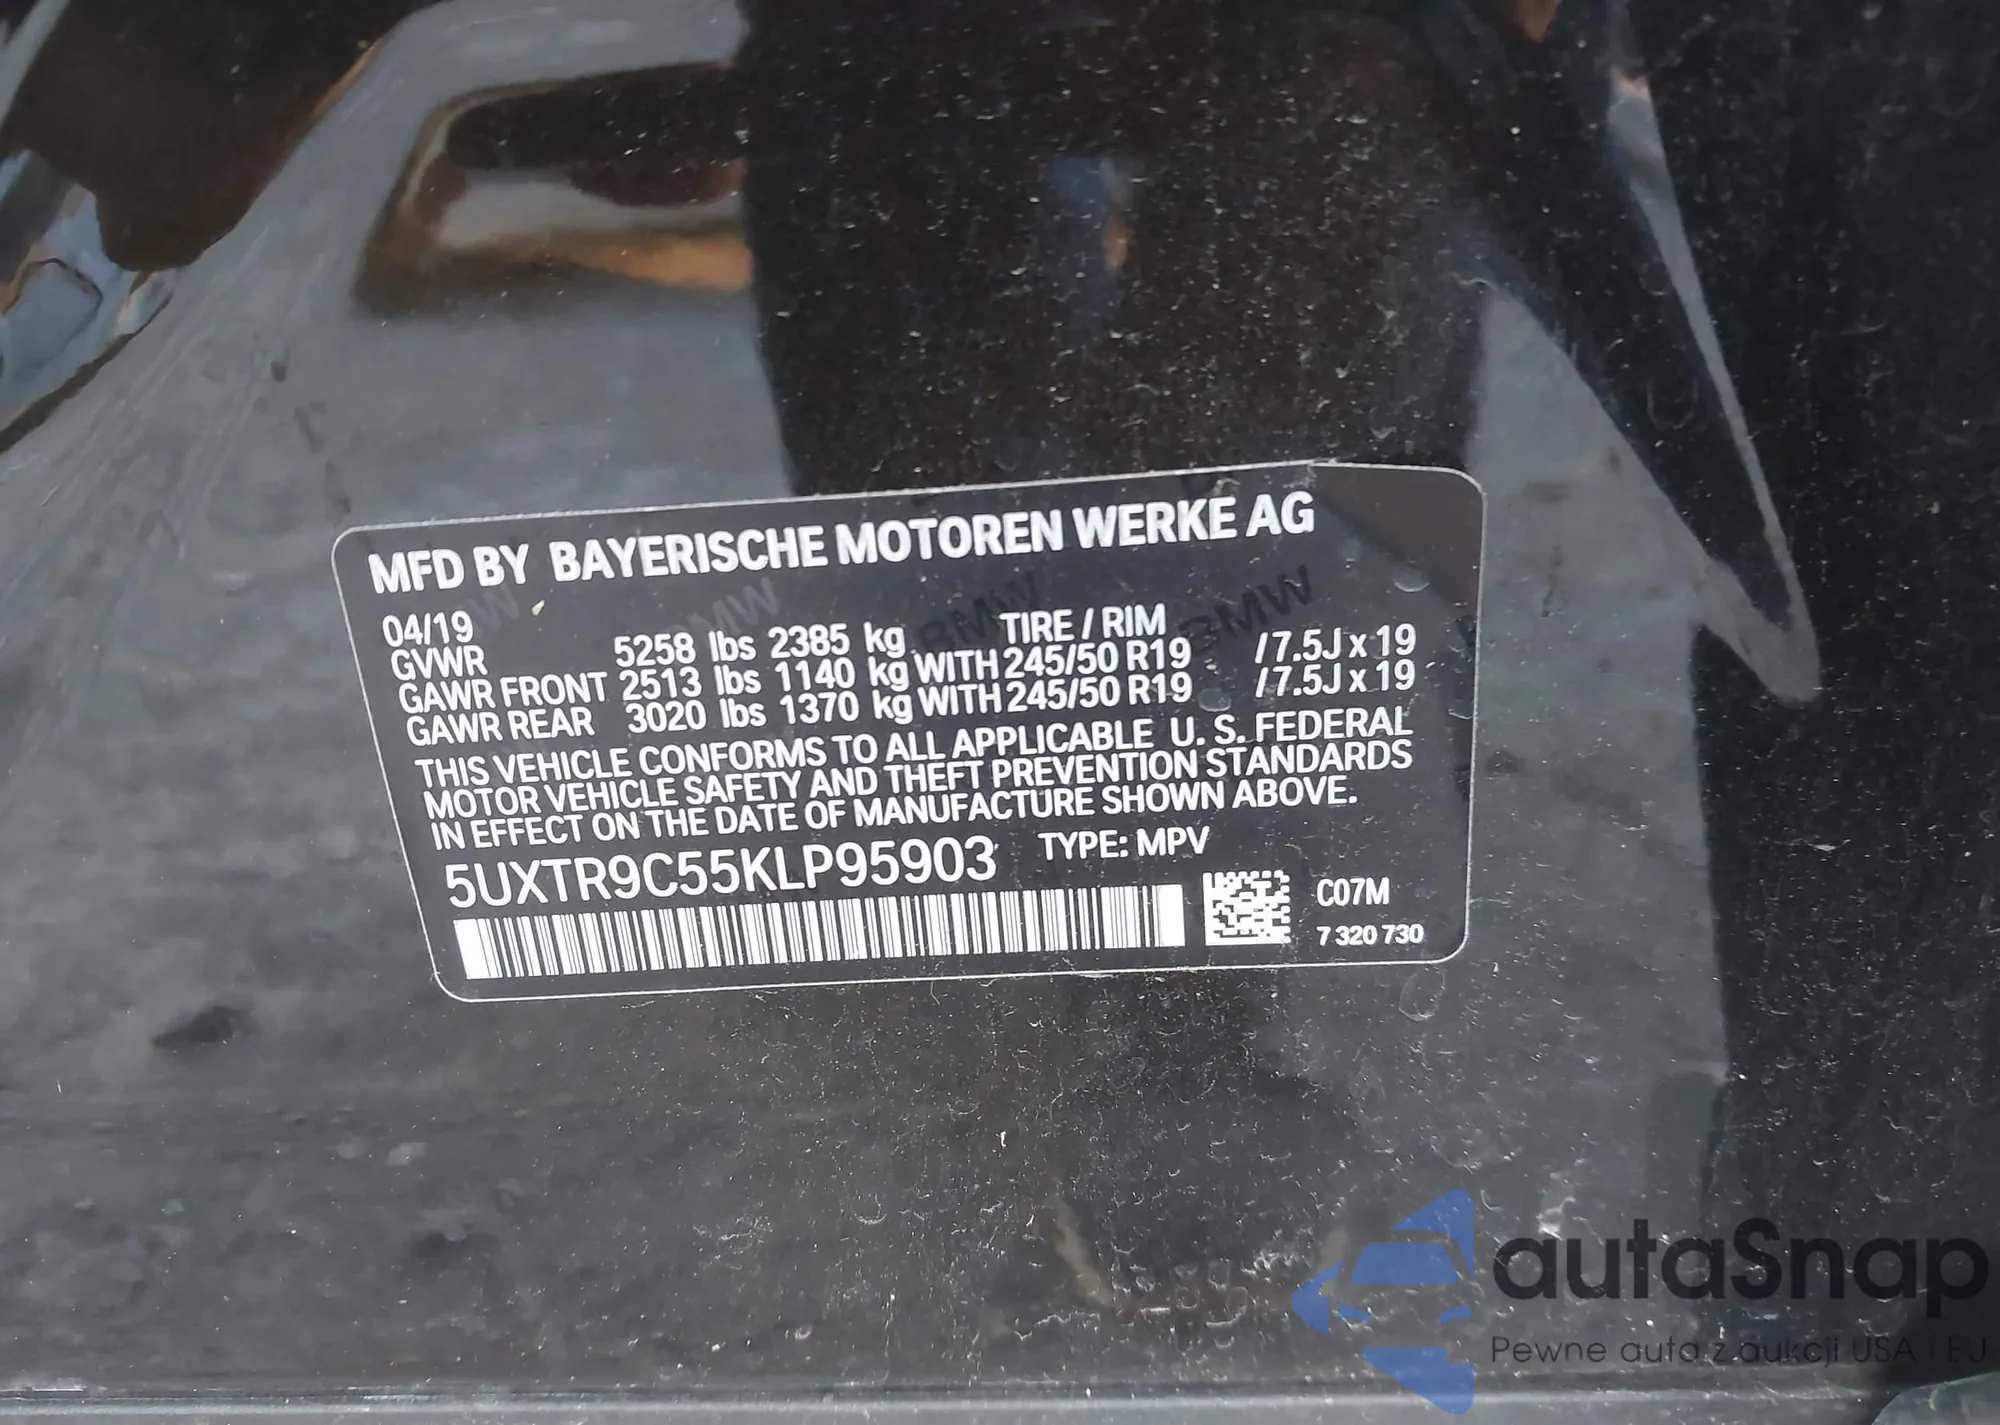 MFD BY BAYERISCHE MOTOREN WERKE AG
04/19 TIRE / RIM
GVWR 5258 lbs 2385 kg
GAWR FRONT 2513 lbs 1140 kg WITH 245/50 R19 /7.5J x 19
GAWR REAR 3020 lbs 1370 kg WITH 245/50 R19 /7.5J x 19
THIS VEHICLE CONFORMS TO ALL APPLICABLE U. S. FEDERAL
MOTOR VEHICLE SAFETY AND THEFT PREVENTION STANDARDS
IN EFFECT ON THE DATE OF MANUFACTURE SHOWN ABOVE.
5UXTR9C55KLP95903 TYPE: MPV
C07M
7 320 730
BMW BMW BMW
autaSnap
Pewne auta z aukcji USA i EU